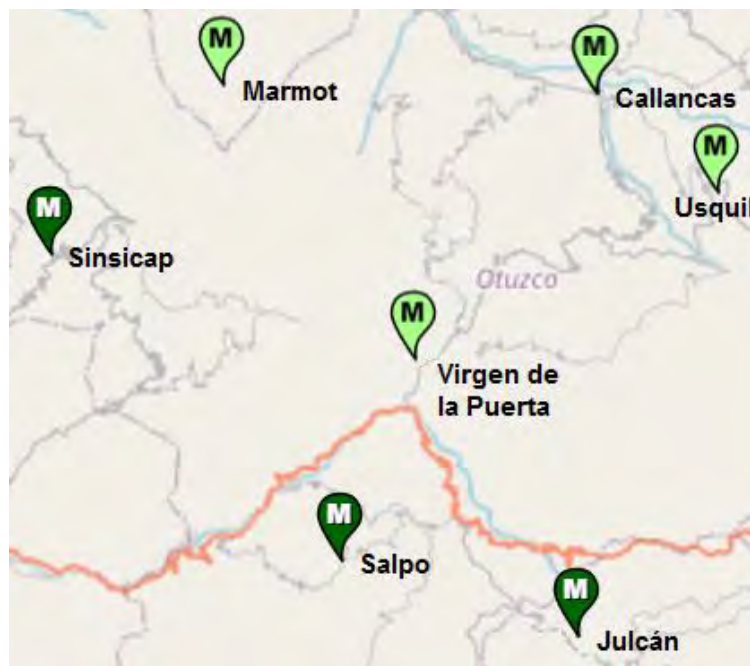 M
Marmot
M
Callancas
M
Usquil
M
Sinsicap
Otuzco
M
Virgen de
la Puerta
M
Salpo
M
Julcán